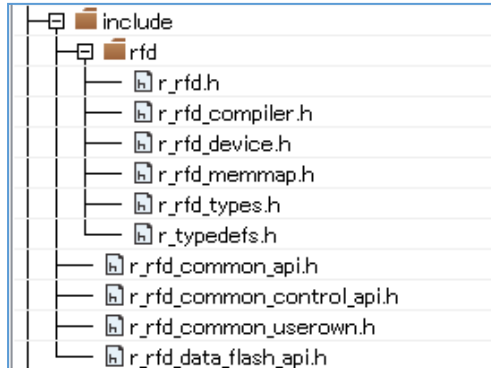 include
rfd
r_rfd.h
r_rfd_compiler.h
r_rfd_device.h
r_rfd_memmap.h
r_rfd_types.h
r_typedefs.h
r_rfd_common_api.h
r_rfd_common_control_api.h
r_rfd_common_userown.h
r_rfd_data_flash_api.h